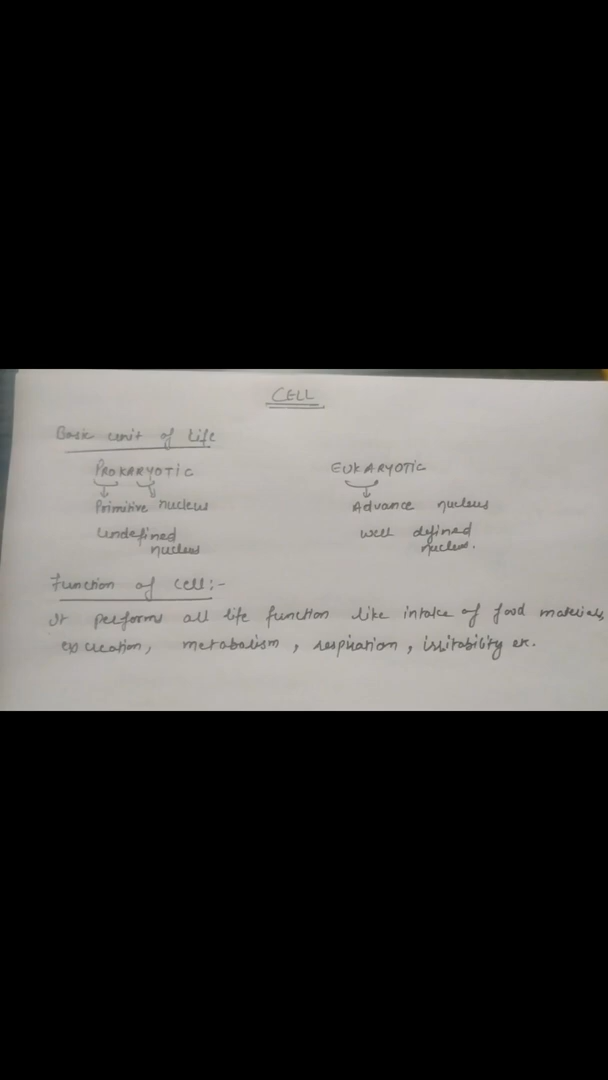 CELL
Basic unit of life
PROKARYOTIC EUKARYOTIC
Primitive nucleus Advance nucleus
Undefined well defined
nucleus nucleus.
Function of cell:-
It performs all life function like intake of food materials,
excreation, metabolism, respiration, irritability etc.